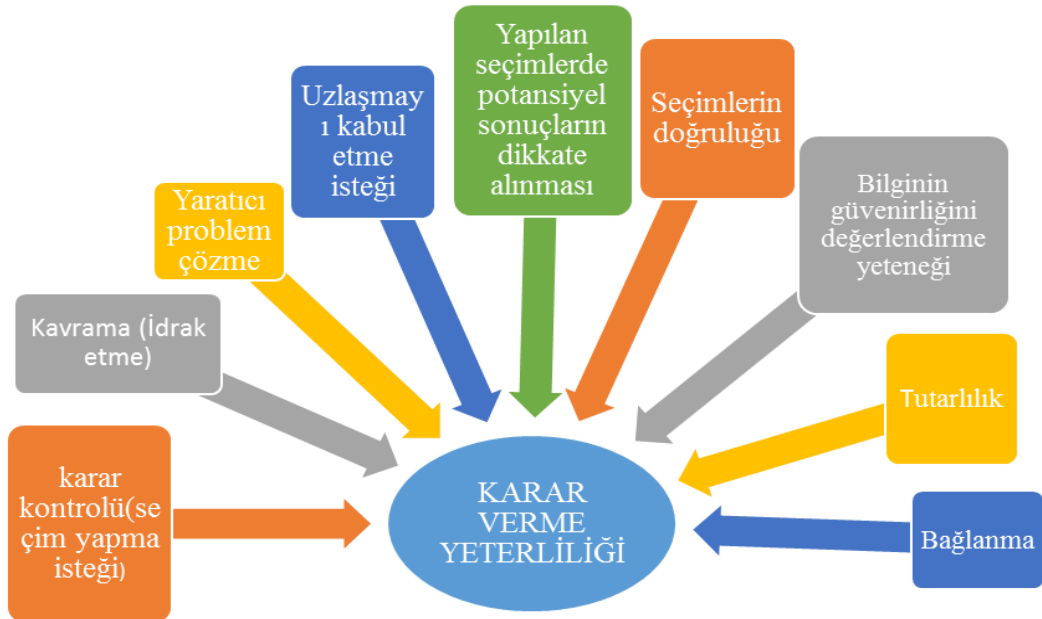 karar
kontrolü(se
çim yapma
isteği)
Kavrama (İdrak
etme)
Yaratıcı
problem
çözme
Uzlaşmay
ı kabul
etme
isteği
Yapılan
seçimlerde
potansiyel
sonuçların
dikkate
alınması
Seçimlerin
doğruluğu
Bilginin
güvenirliğini
değerlendirme
yeteneği
Tutarlılık
Bağlanma
KARAR
VERME
YETERLİLİĞİ